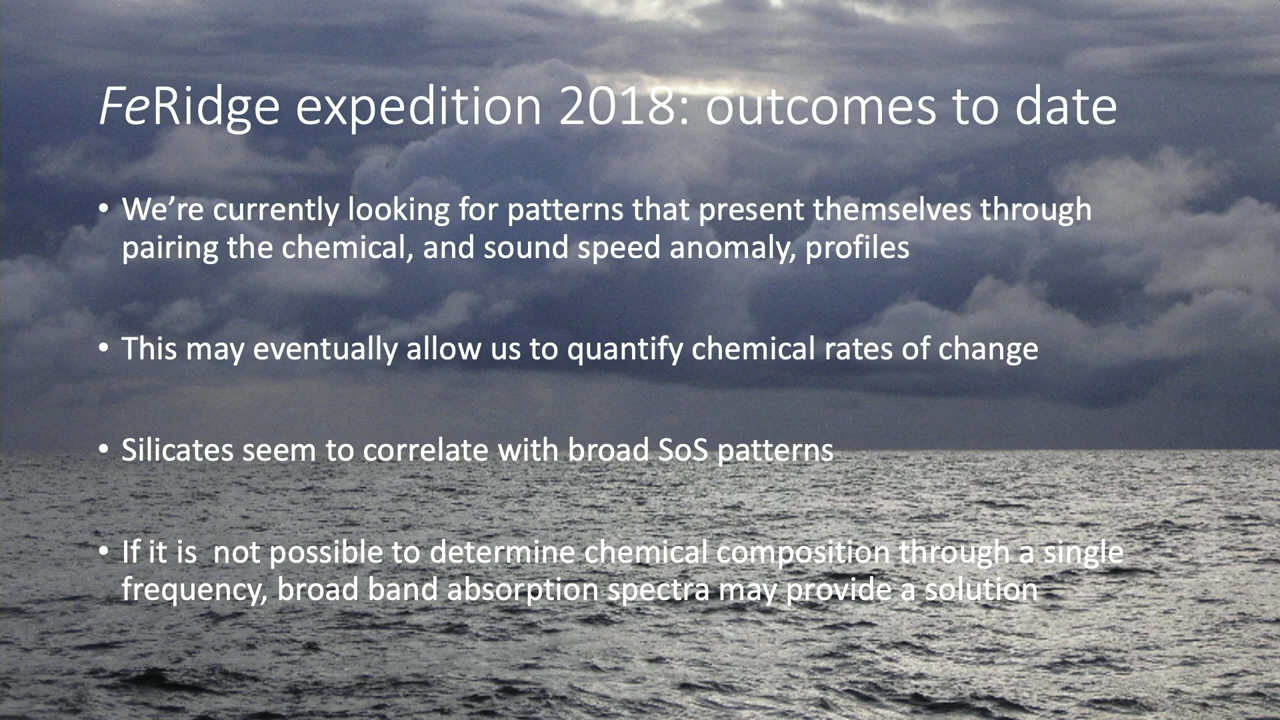 FeRidge expedition 2018: outcomes to date
• We’re currently looking for patterns that present themselves through
pairing the chemical, and sound speed anomaly, profiles
• This may eventually allow us to quantify chemical rates of change
• Silicates seem to correlate with broad SoS patterns
• If it is  not possible to determine chemical composition through a single
frequency, broad band absorption spectra may provide a solution